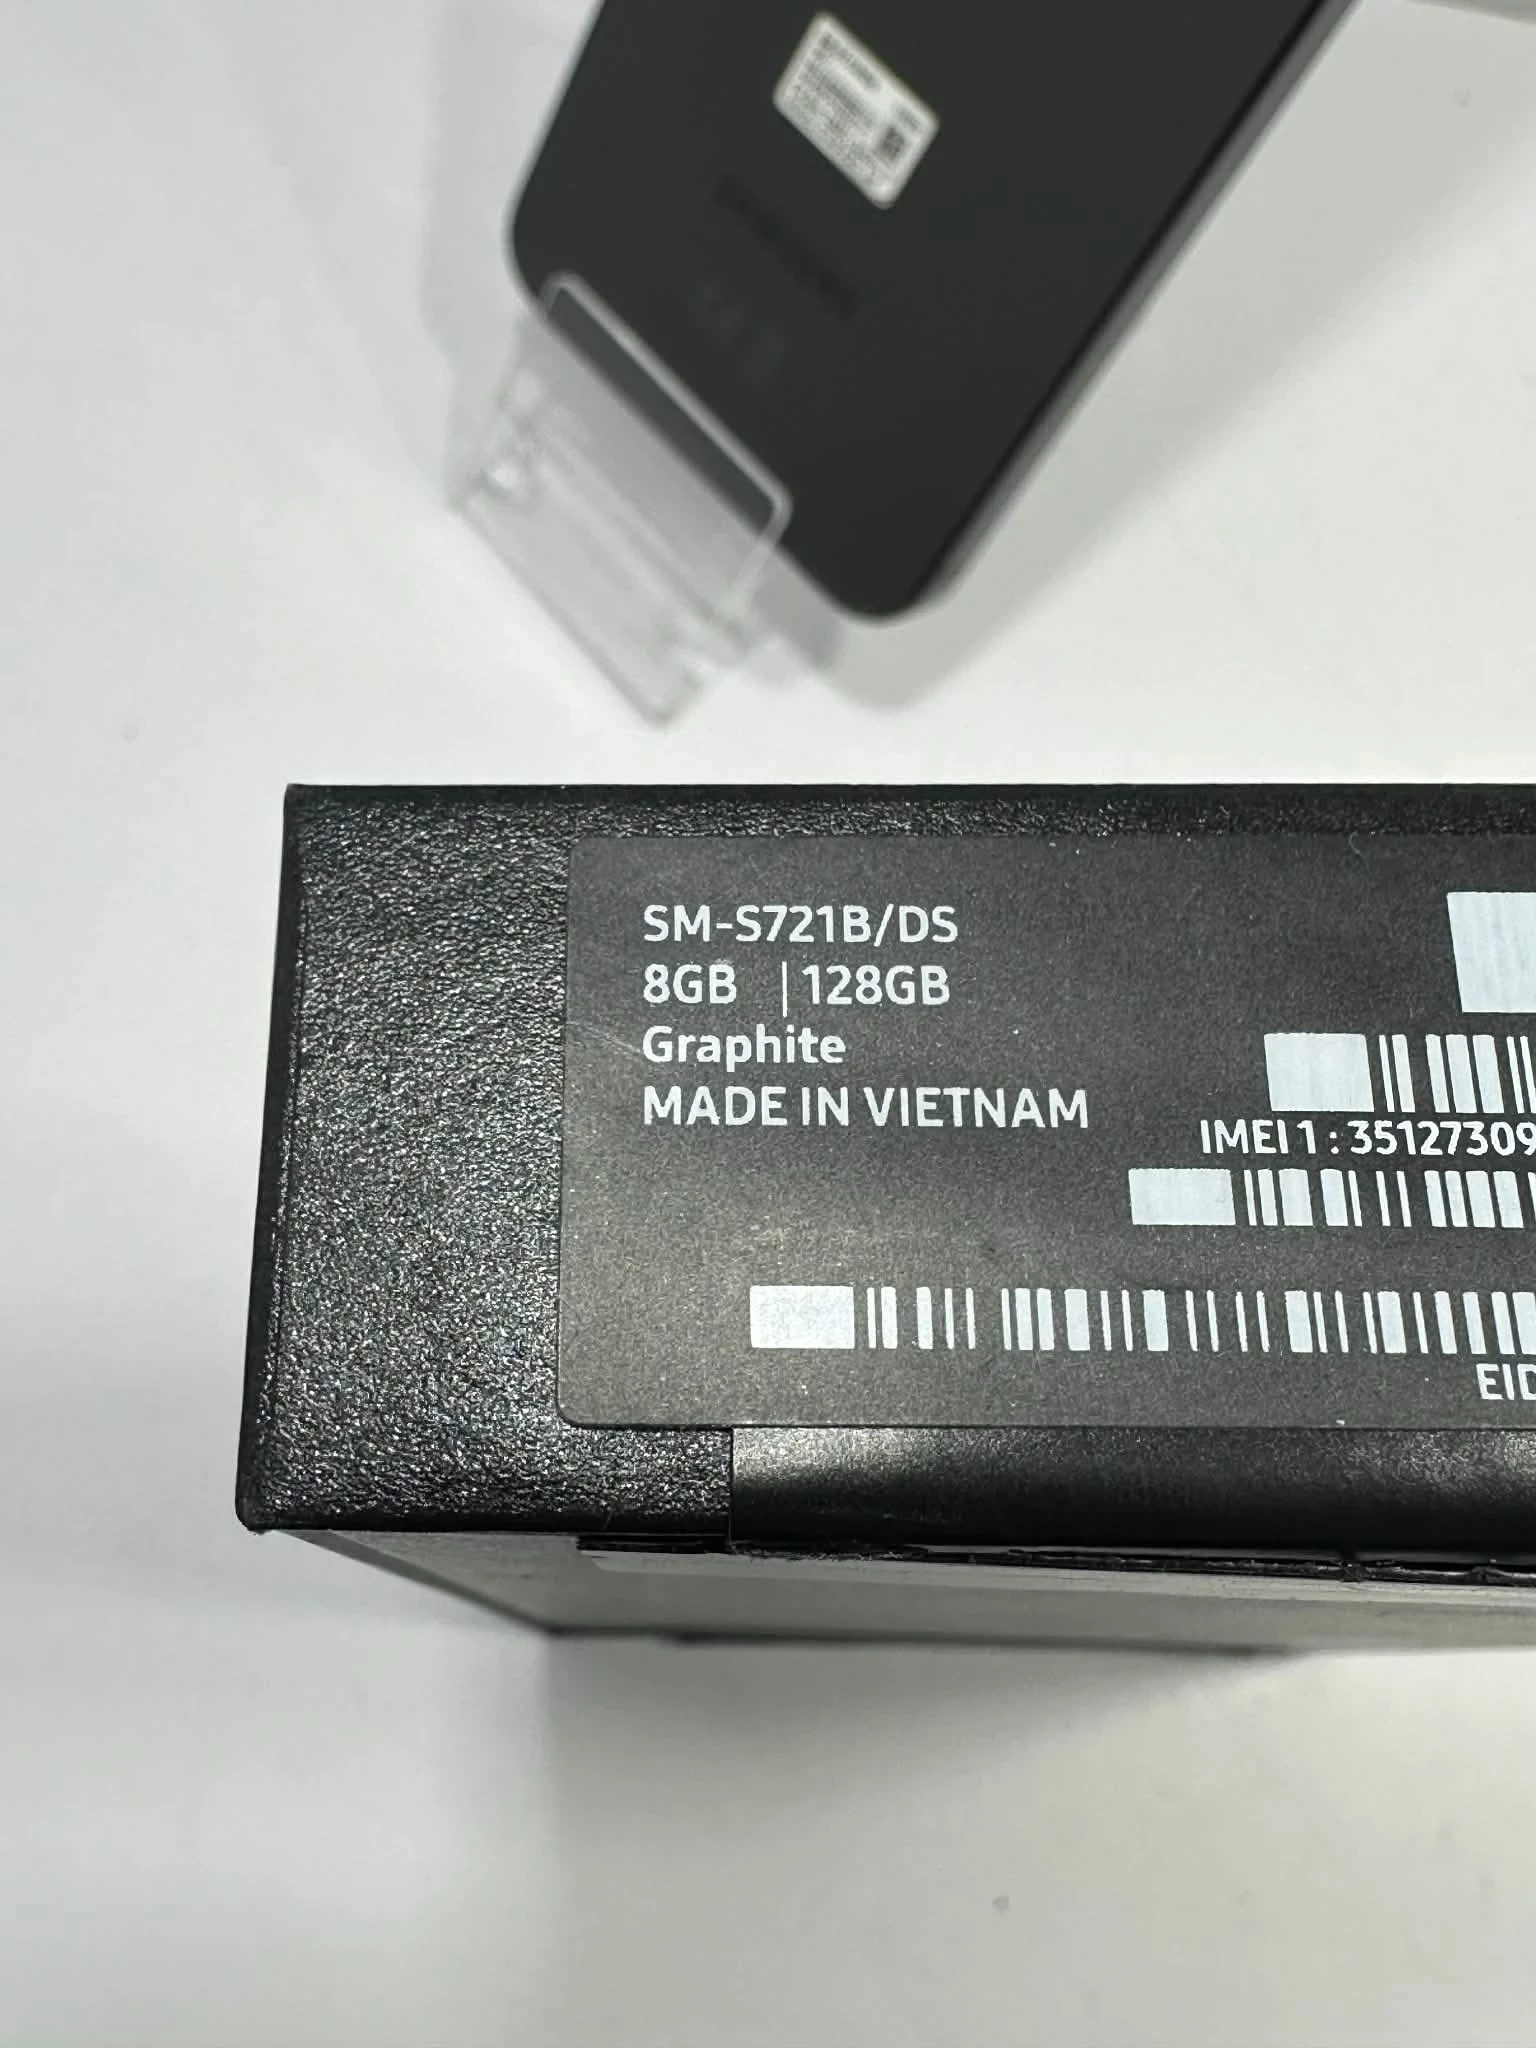 SM-S721B/DS
8GB | 128GB
Graphite
MADE IN VIETNAM
IMEI 1 : 35127309
EID